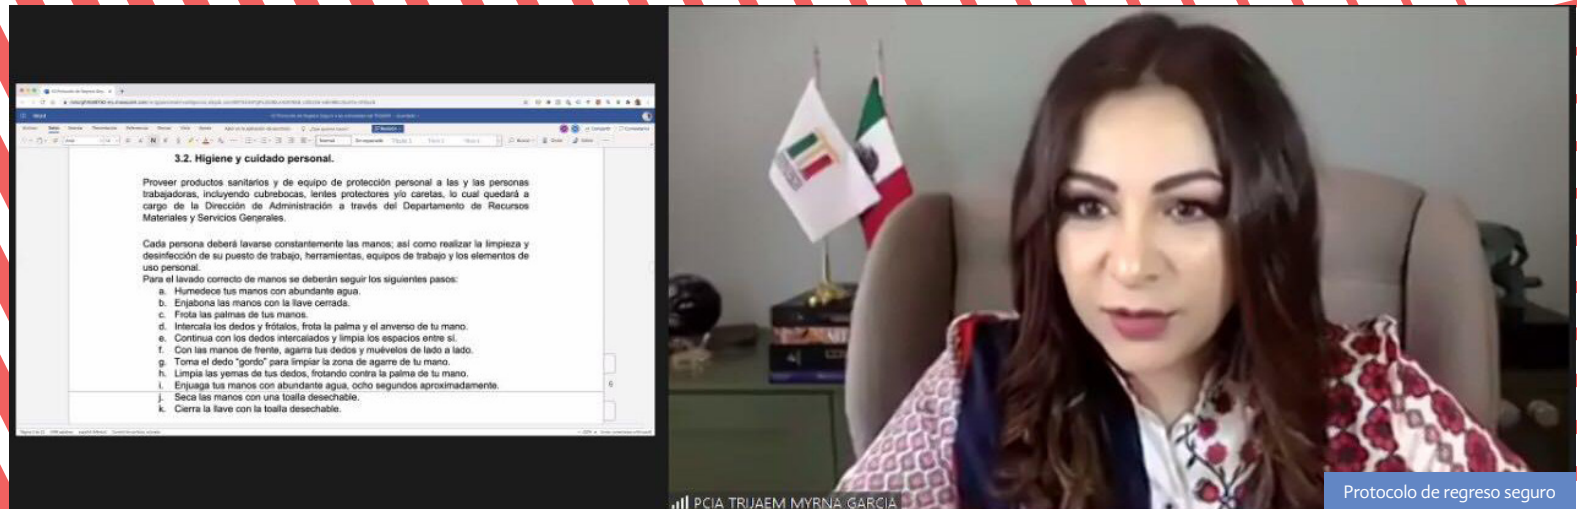 3.2. Higiene y cuidado personal.
Proveer productos sanitarios y de equipo de protección personal a las y las personas
trabajadoras, incluyendo cubrebocas, lentes protectores y/o caretas, lo cual quedará a
cargo de la Dirección de Administración a través del Departamento de Recursos
Materiales y Servicios Generales.
Cada persona deberá lavarse constantemente las manos; así como realizar la limpieza y
desinfección de su puesto de trabajo, herramientas, equipos de trabajo y los elementos de
uso personal.
Para el lavado correcto de manos se deberán seguir los siguientes pasos:
a. Humedece tus manos con abundante agua.
b. Enjabona las manos con la llave cerrada.
c. Frota las palmas de tus manos.
d. Intercala los dedos y frótalos, frota la palma y el anverso de tu mano.
e. Continua con los dedos intercalados y limpia los espacios entre sí.
f. Con las manos de frente, agarra tus dedos y muévelos de lado a lado.
g. Toma el dedo "gordo" para limpiar la zona de agarre de tu mano.
h. Limpia las yemas de tus dedos, frotando contra la palma de tu mano.
i. Enjuaga tus manos con abundante agua, ocho segundos aproximadamente.
6
j. Seca las manos con una toalla desechable.
k. Cierra la llave con la toalla desechable.
PCIA TRIJAEM MYRNA GARCIA
Protocolo de regreso seguro